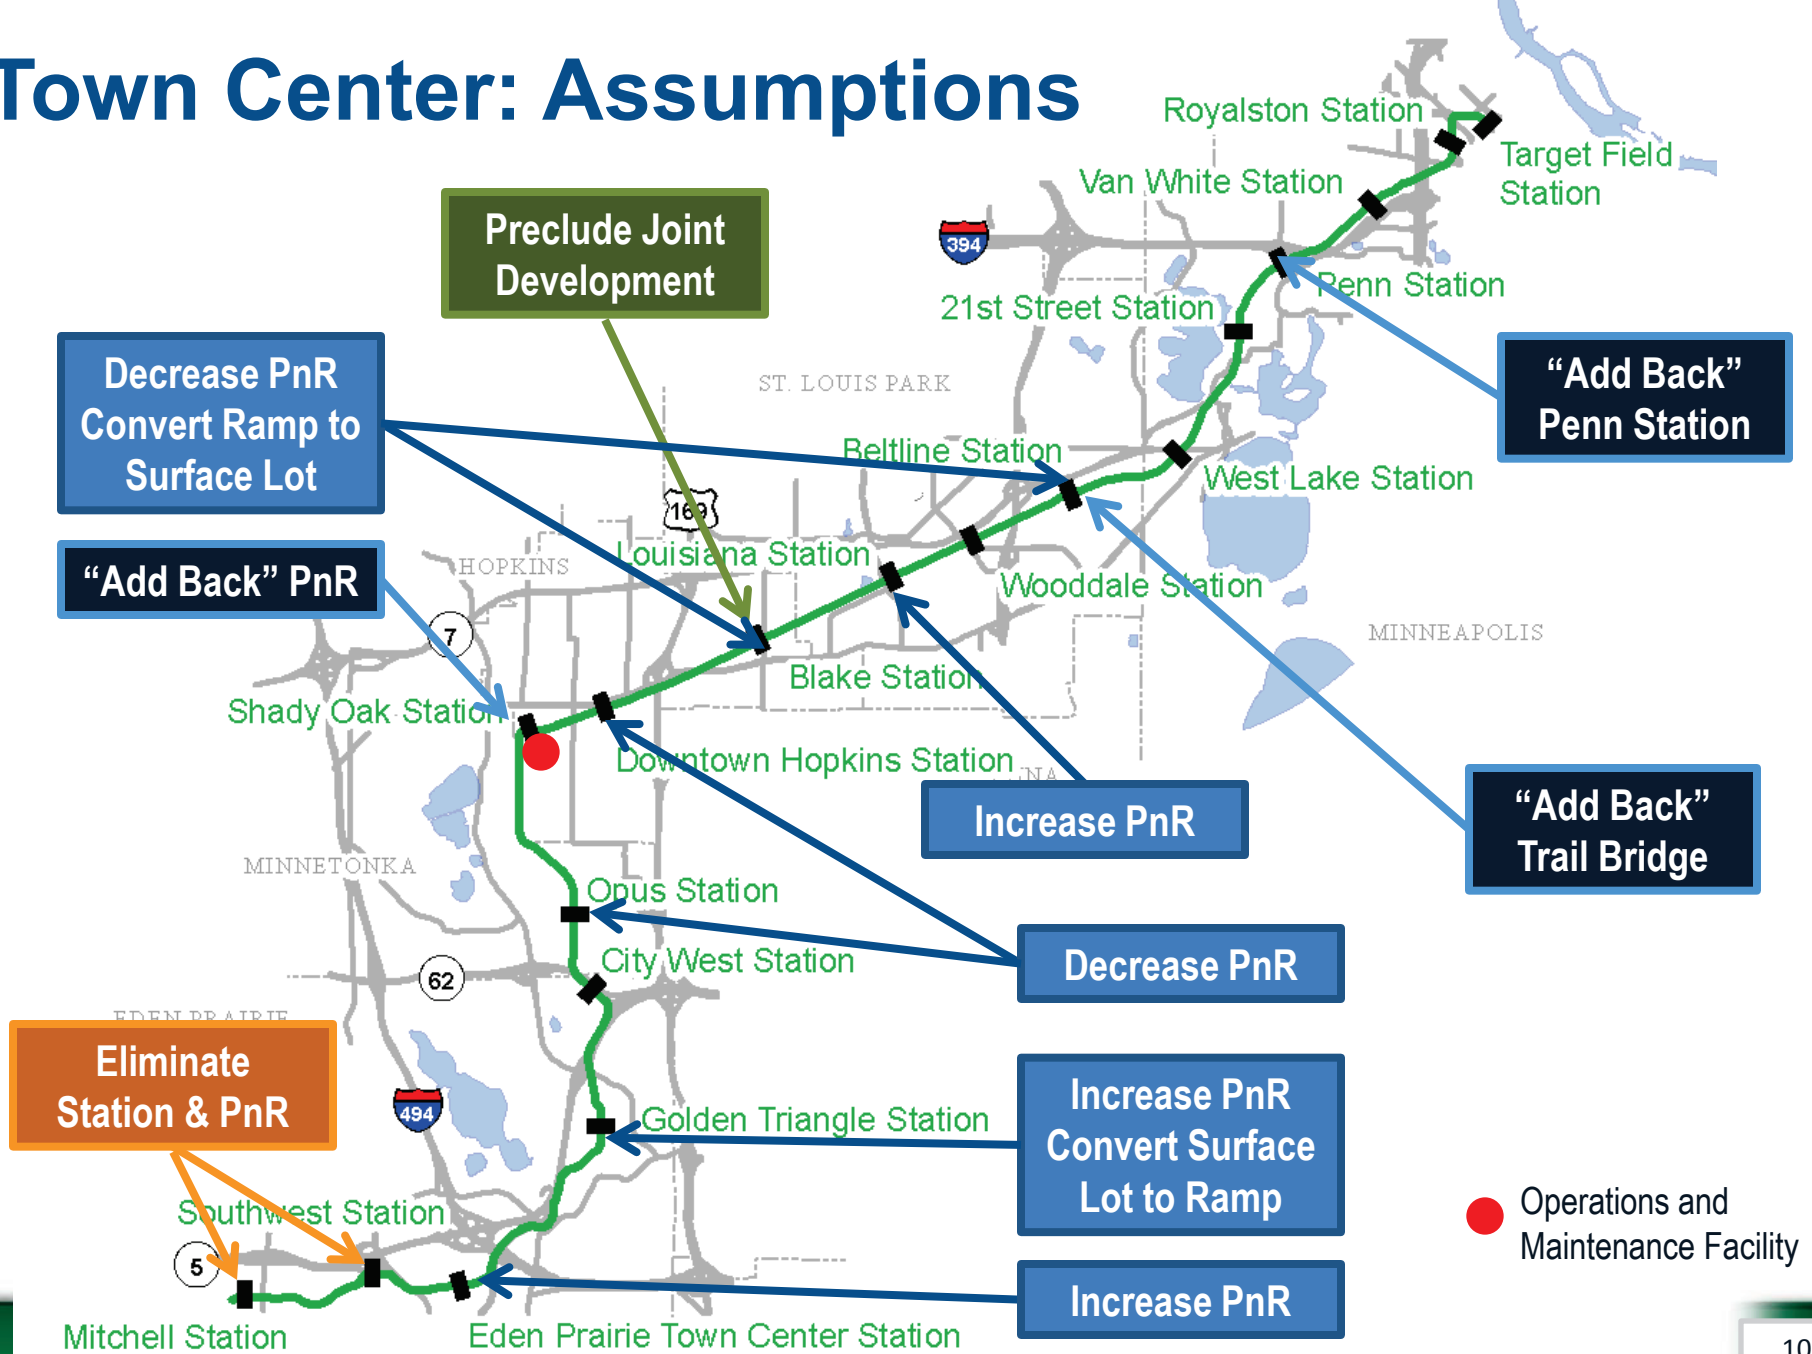 Town Center: Assumptions
Royalston Station
Target Field
Station
Van White Station
Preclude Joint
Development
394
Penn Station
21st Street Station
Decrease PnR
Convert Ramp to
Surface Lot
"Add Back"
Penn Station
ST. LOUIS PARK
Beltline Station
West Lake Station
169
Louisiana Station
HOPKINS
"Add Back" PnR
Wooddale Station
7
MINNEAPOLIS
Blake Station
Shady Oak Station
Downtown Hopkins Station
Increase PnR
"Add Back"
Trail Bridge
MINNETONKA
Opus Station
City West Station
Decrease PnR
62
EDEN PRAIRIE
Eliminate
Station & PnR
494
Golden Triangle Station
Increase PnR
Convert Surface
Lot to Ramp
Southwest Station
Operations and
Maintenance Facility
5
Increase PnR
Mitchell Station
Eden Prairie Town Center Station
10